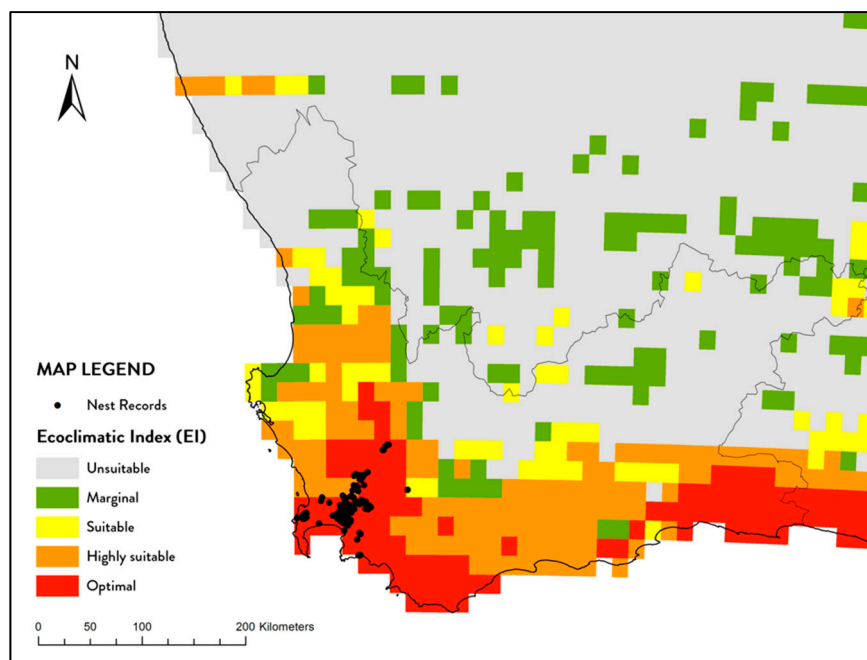 N
MAP LEGEND
Nest Records
Ecoclimatic Index (EI)
Unsuitable
Marginal
Suitable
Highly suitable
Optimal
0 50 100 200 Kilometers